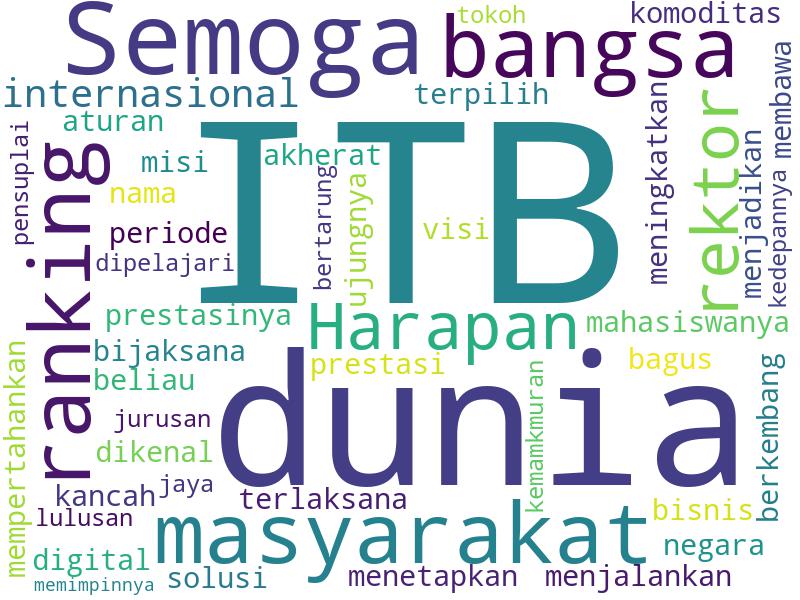 Semoga
tokoh
komoditas
bangsa
internasional
terpilih
aturan
ITB
akherat
misi
nama
periode
dipelajari
pensuplai
ranking
bertarung
ujungnya
visi
meningkatkan
rektor
menjadikan
kedepannya
membawa
prestasinya
Harapan
mahasiswanya
bijaksana
prestasi
bagus
beliau
dunia
jurusan
dikenal
kemamkmuran
berkembang
mempertahankan
kancah
jaya
terlaksana
lulusan
masyarakat
bisnis
negara
digital
memimpinnya
solusi
menetapkan
menjalankan